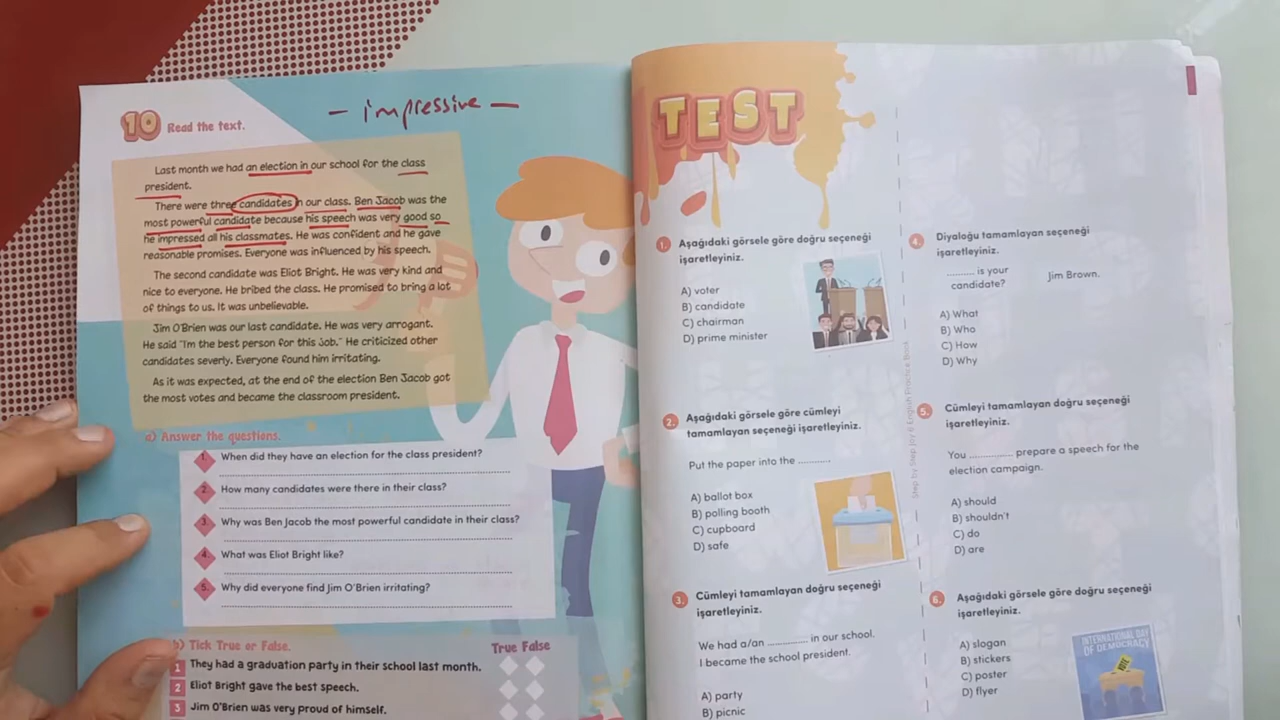 - impressive -
10 Read the text.
Last month we had an election in our school for the class
president.
There were three candidates in our class. Ben Jacob was the
most powerful candidate because his speech was very good so
he impressed all his classmates. He was confident and he gave
reasonable promises. Everyone was influenced by his speech.
The second candidate was Eliot Bright. He was very kind and
nice to everyone. He bribed the class. He promised to bring a lot
of things to us. It was unbelievable.
Jim O'Brien was our last candidate. He was very arrogant.
He said "I'm the best person for this job." He criticized other
candidates severly. Everyone found him irritating.
As it was expected, at the end of the election Ben Jacob got
the most votes and became the classroom president.
a) Answer the questions.
1. When did they have an election for the class president?
2. How many candidates were there in their class?
3. Why was Ben Jacob the most powerful candidate in their class?
4. What was Eliot Bright like?
5. Why did everyone find Jim O'Brien irritating?
b) Tick True or False.
True False
1 They had a graduation party in their school last month.
2 Eliot Bright gave the best speech.
3 Jim O'Brien was very proud of himself.
TEST
1. Aşağıdaki görsele göre doğru seçeneği
işaretleyiniz.
A) voter
B) candidate
C) chairman
D) prime minister
2. Aşağıdaki görsele göre cümleyi
tamamlayan seçeneği işaretleyiniz.
Put the paper into the ...........
A) ballot box
B) polling booth
C) cupboard
D) safe
3. Cümleyi tamamlayan doğru seçeneği
işaretleyiniz.
We had a/an ............. in our school.
I became the school president.
A) party
B) picnic
Step by Step Joy of English Practice Book
4. Diyaloğu tamamlayan seçeneği
işaretleyiniz.
.......... is your
candidate?
Jim Brown.
A) What
B) Who
C) How
D) Why
5. Cümleyi tamamlayan doğru seçeneği
işaretleyiniz.
You .............. prepare a speech for the
election campaign.
A) should
B) shouldn't
C) do
D) are
6. Aşağıdaki görsele göre doğru seçeneği
işaretleyiniz.
A) slogan
B) stickers
C) poster
D) flyer
INTERNATIONAL DAY
OF DEMOCRACY
VOTE